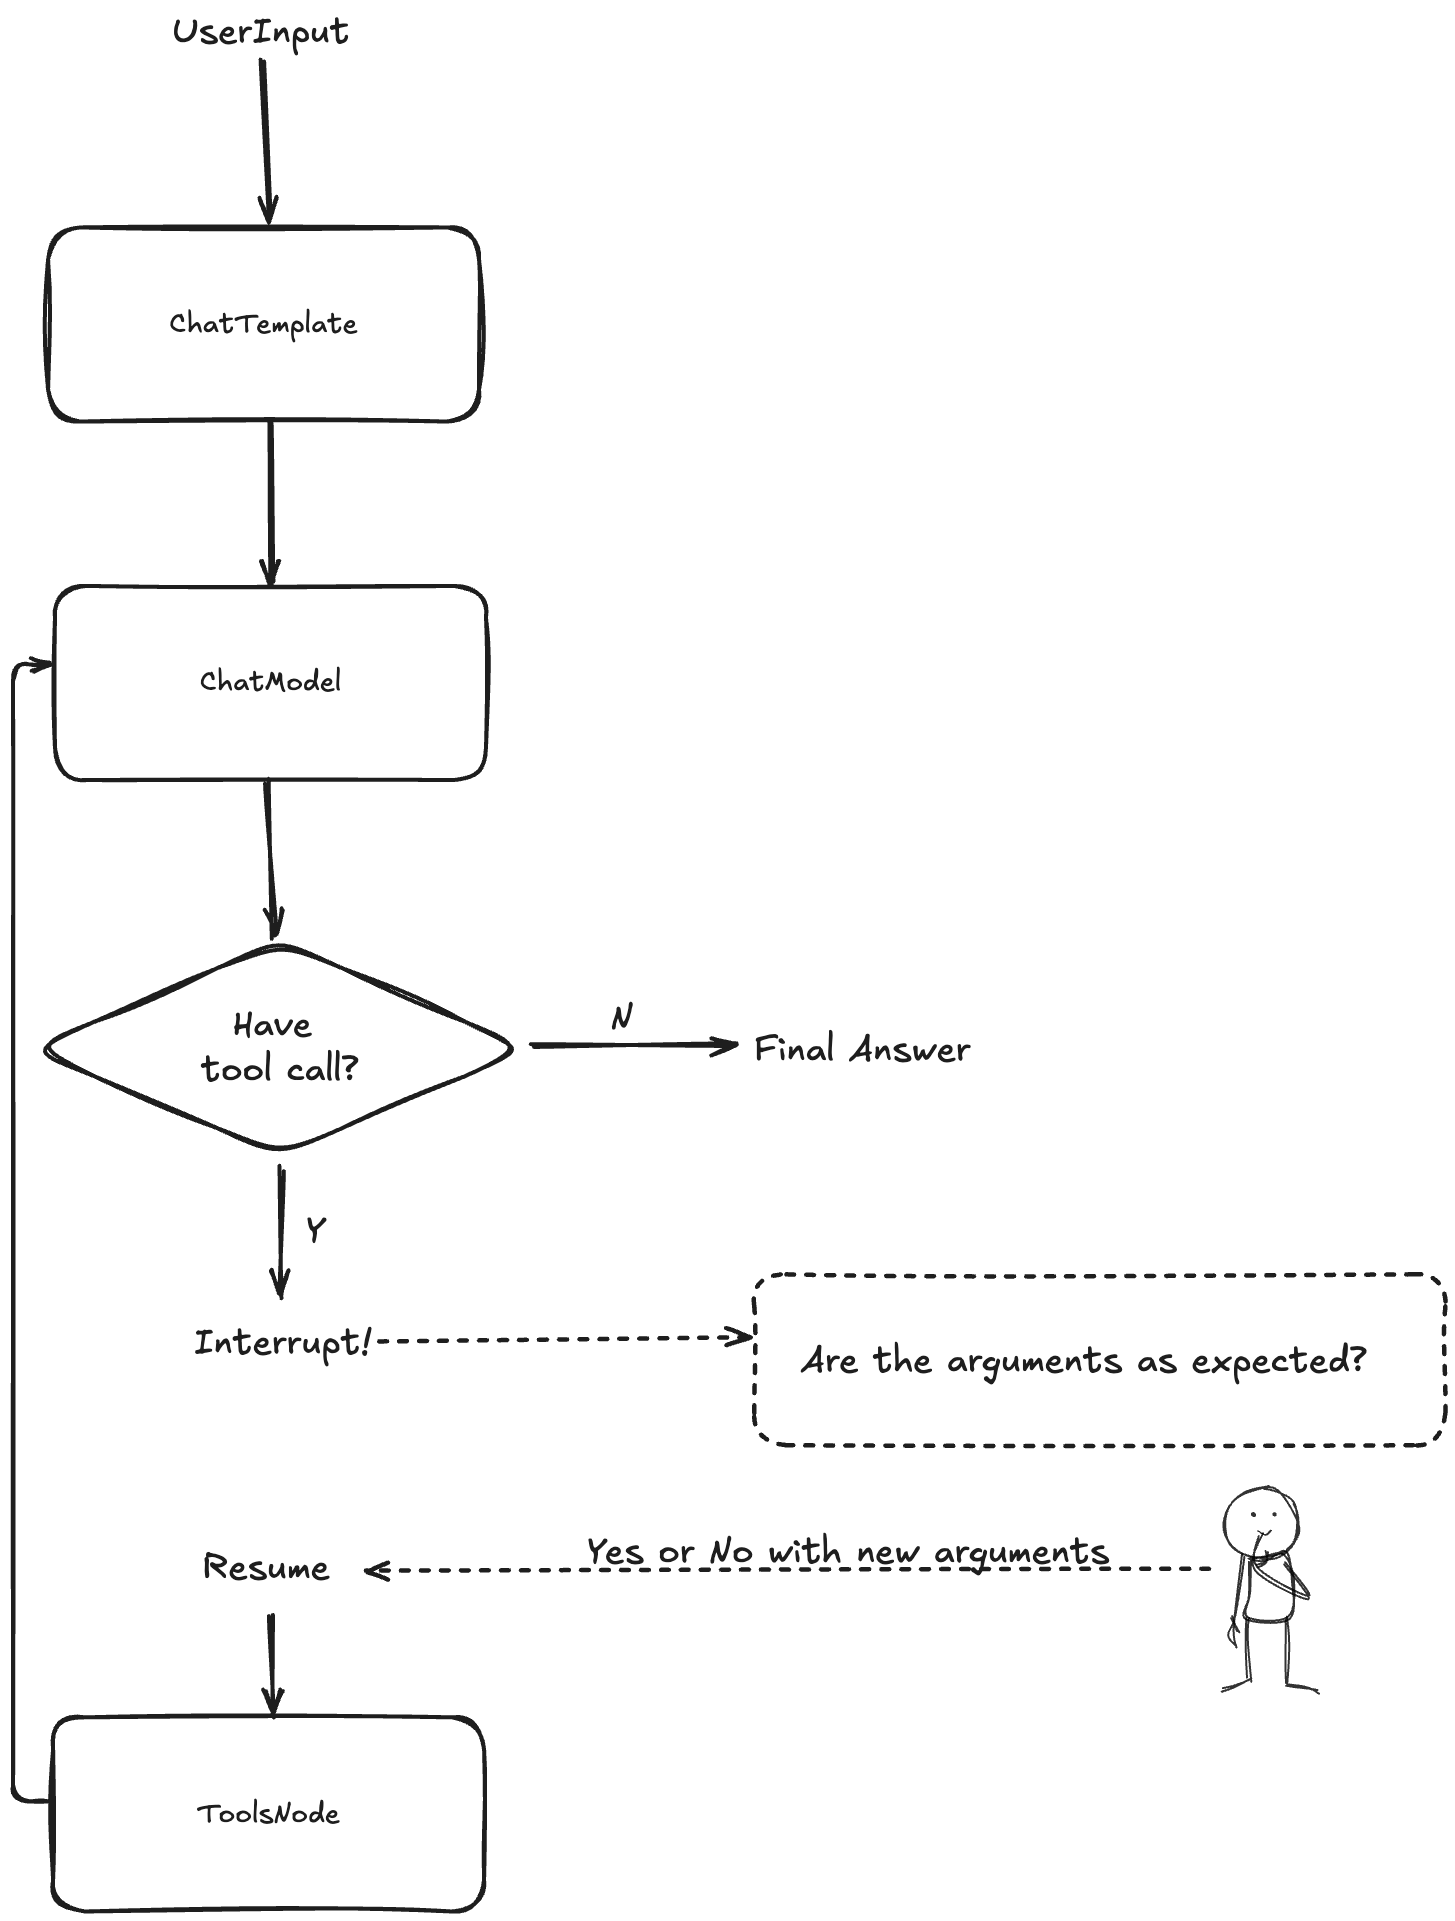 UserInput
ChatTemplate
ChatModel
Have
tool call?
N
Final Answer
Y
Interrupt!
Are the arguments as expected?
Yes or No with new arguments
Resume
ToolsNode